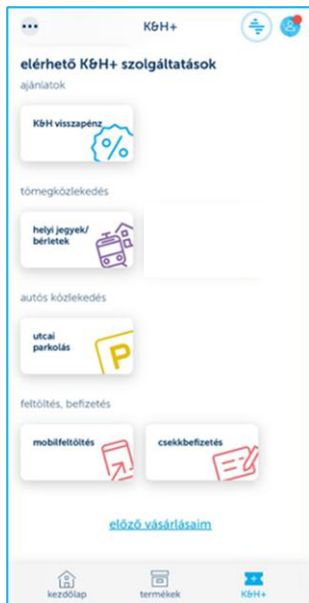 K&H+
elérhető K&H+ szolgáltatások
ajánlatok
K&H visszapénz
tömegközlekedés
helyi jegyek/
bérletek
autós közlekedés
utcai
parkolás
P
feltöltés, befizetés
mobilfeltöltés
csekkbefizetés
előző vásárlásaim
kezdőlap
termékek
K&H+